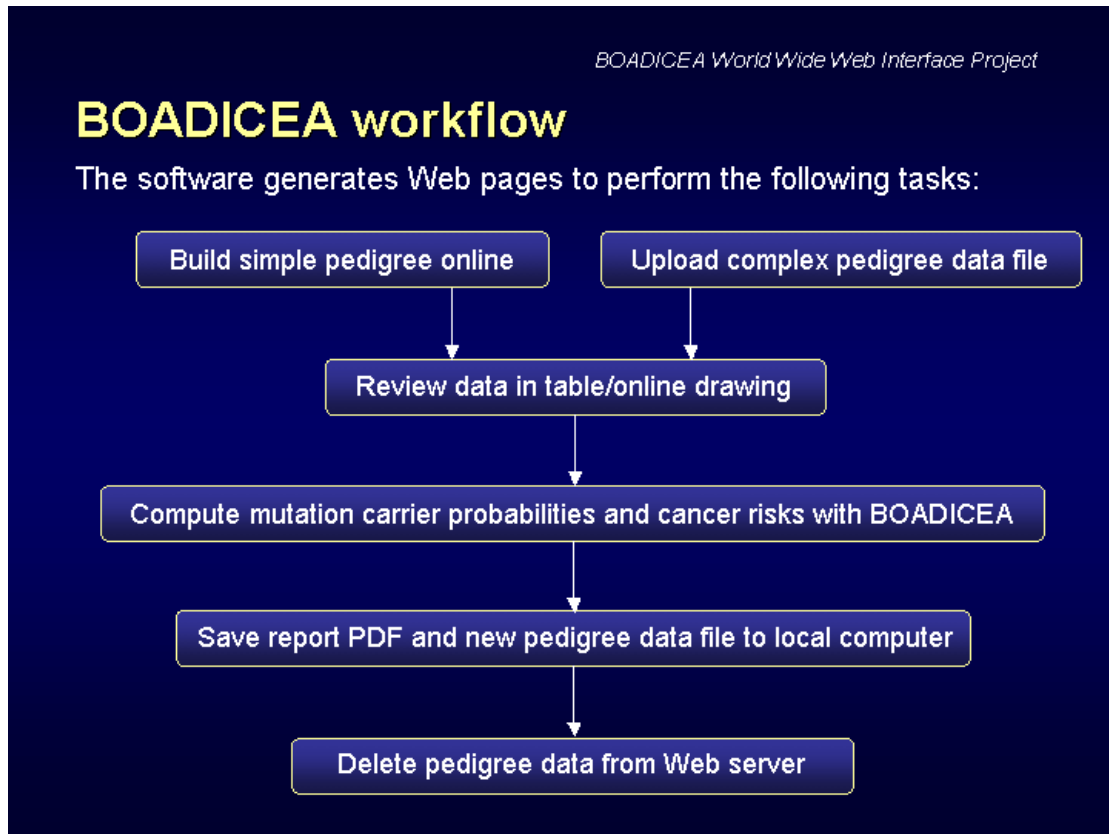 BOADICEA World Wide Web Interface Project
BOADICEA workflow
The software generates Web pages to perform the following tasks:
Build simple pedigree online
Upload complex pedigree data file
Review data in table/online drawing
Compute mutation carrier probabilities and cancer risks with BOADICEA
Save report PDF and new pedigree data file to local computer
Delete pedigree data from Web server